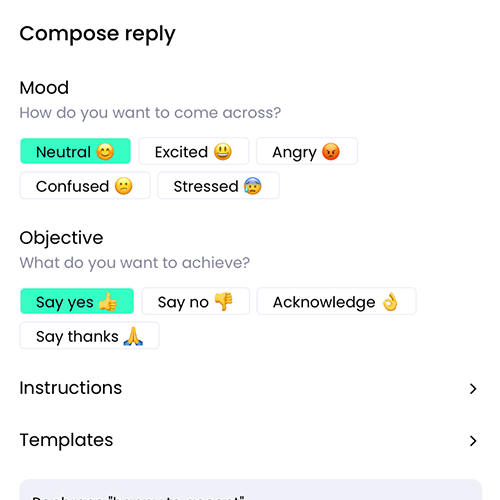 Compose reply
Mood
How do you want to come across?
Neutral 😊 Excited 😃 Angry 😡
Confused 😕 Stressed 😰
Objective
What do you want to achieve?
Say yes 👍 Say no 👎 Acknowledge 👌
Say thanks 🙏
Instructions
Templates